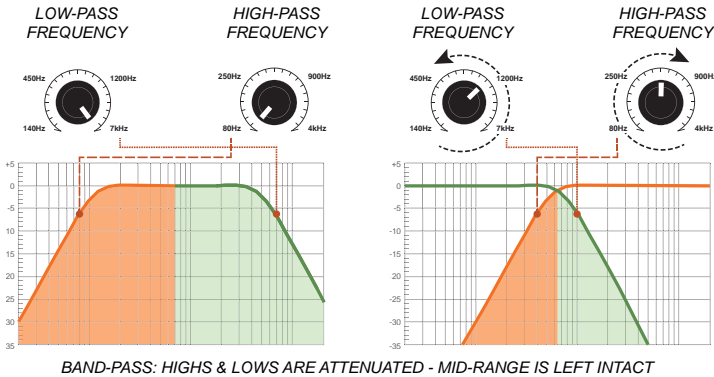 LOW-PASS
FREQUENCY
HIGH-PASS
FREQUENCY
LOW-PASS
FREQUENCY
HIGH-PASS
FREQUENCY
450Hz
1200Hz
140Hz
7kHz
250Hz
900Hz
80Hz
4kHz
450Hz
1200Hz
140Hz
7kHz
250Hz
900H
80Hz
4kHz
+5
0
-5
-10
-15
20
25
30
35
+5
0
-5
-10
-15
20
25
30
35
BAND-PASS: HIGHS & LOWS ARE ATTENUATED - MID-RANGE IS LEFT INTACT